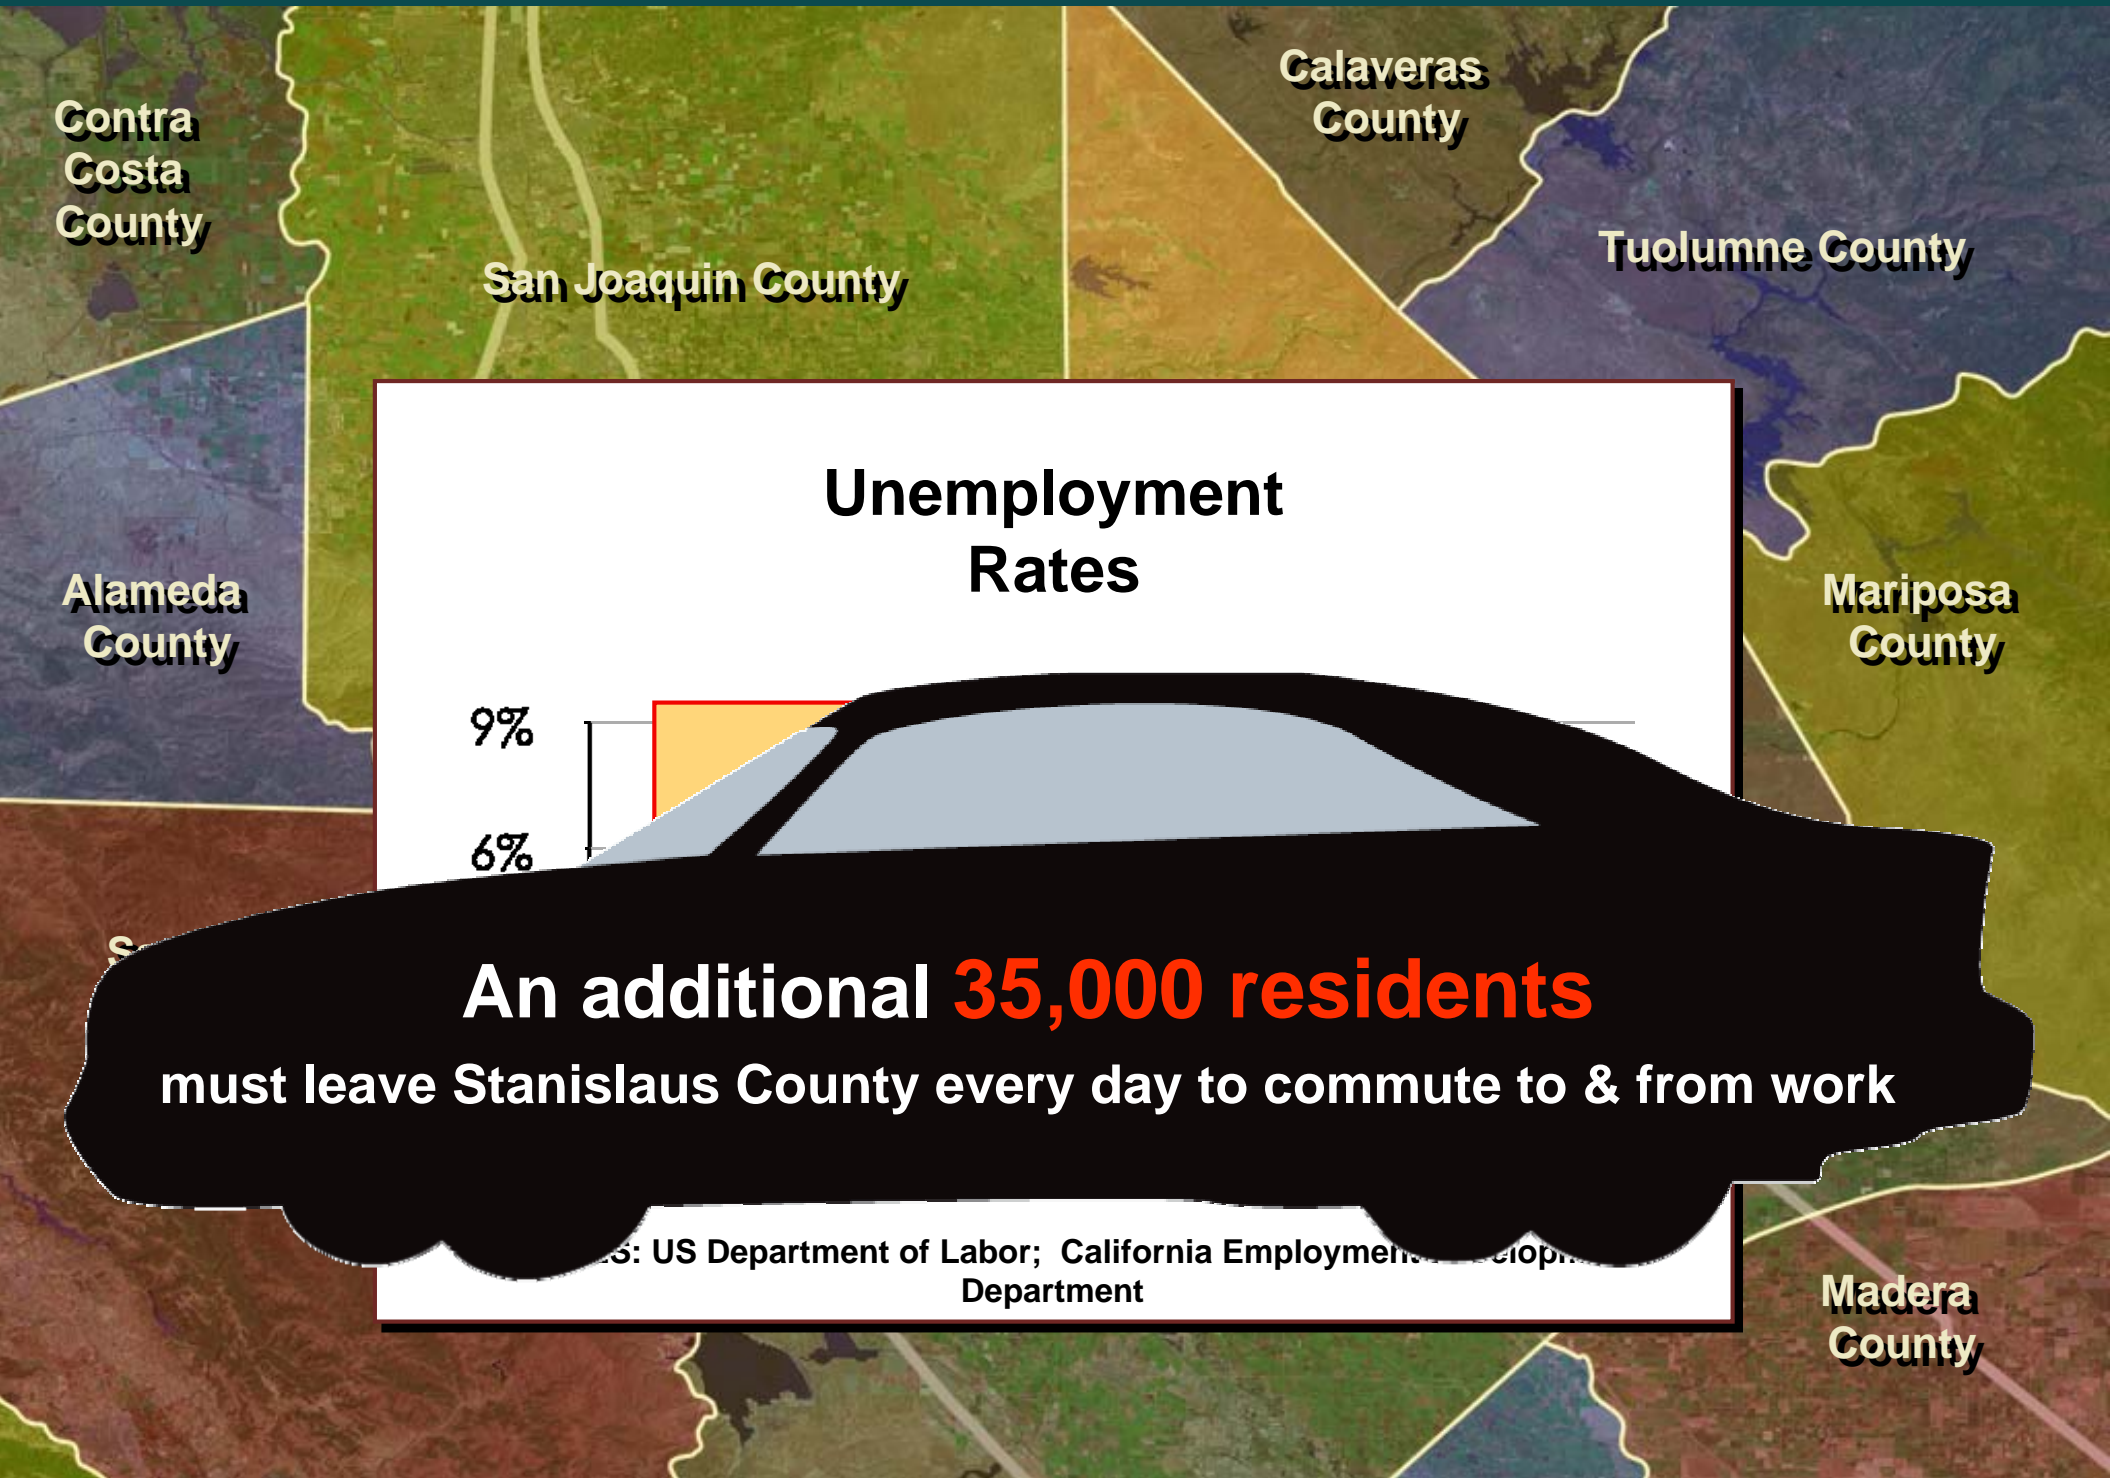 Contra
Costa
County
Calaveras
County
San Joaquin County
Tuolumne County
Alameda
County
Mariposa
County
Unemployment
Rates
9%
6%
An additional 35,000 residents
must leave Stanislaus County every day to commute to & from work
US Department of Labor; California
Department
Madera
County